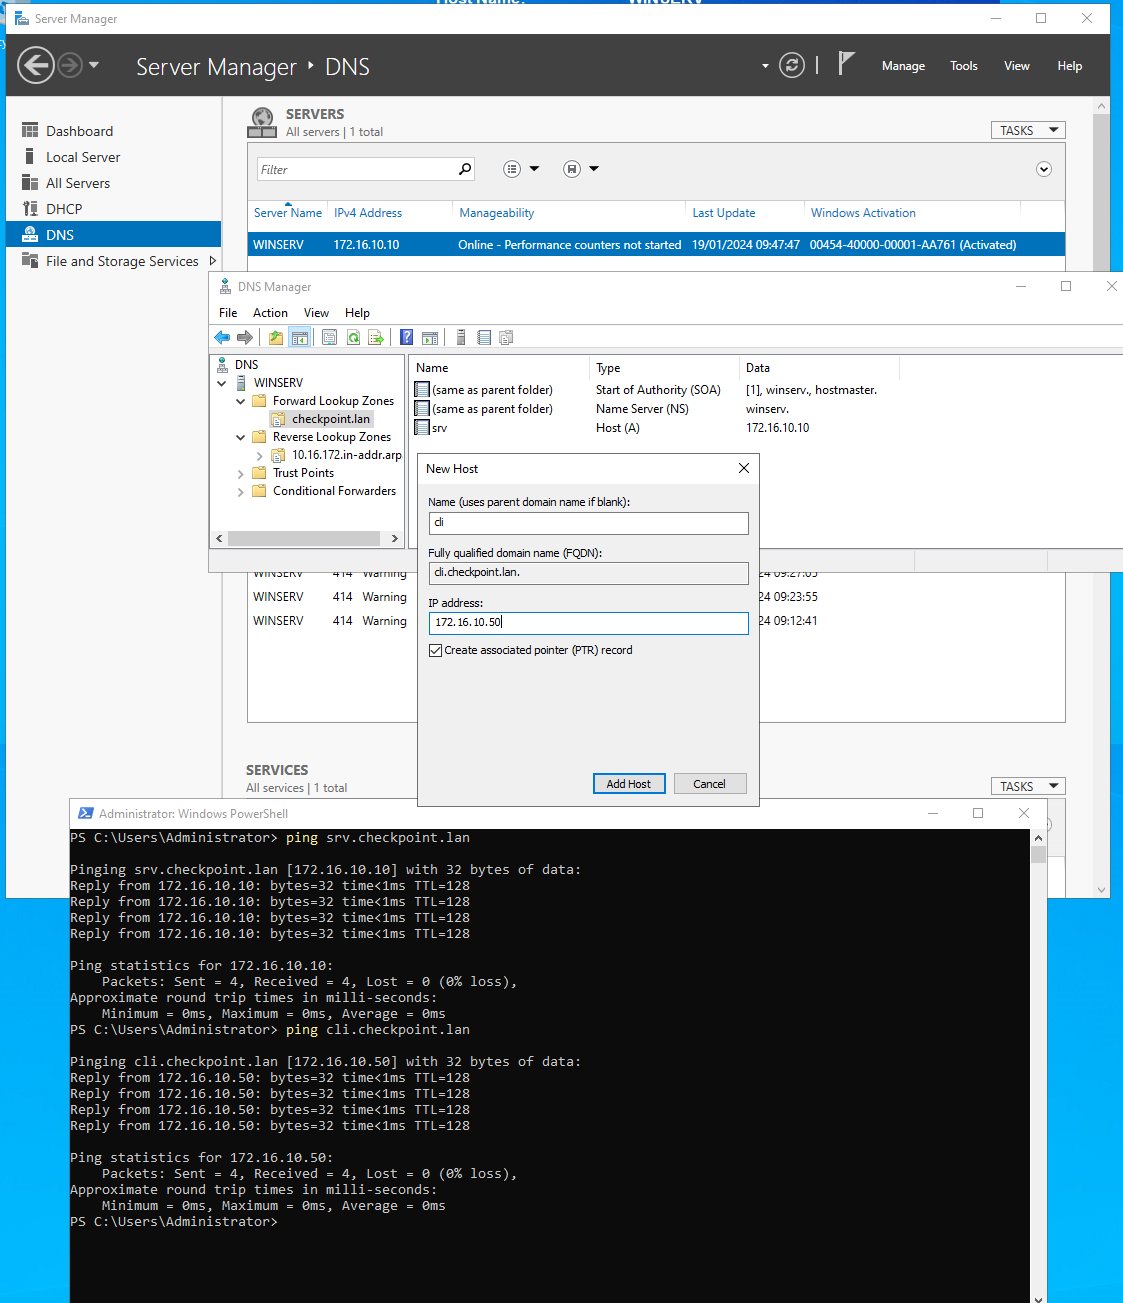 Host Name: WINSERV
Server Manager
Server Manager ‣ DNS
Manage Tools View Help
Dashboard
Local Server
All Servers
DHCP
DNS
File and Storage Services
SERVERS
All servers | 1 total
TASKS
Filter
Server Name IPv4 Address Manageability Last Update Windows Activation
WINSERV 172.16.10.10 Online - Performance counters not started 19/01/2024 09:47:47 00454-40000-00001-AA761 (Activated)
DNS Manager
File Action View Help
DNS
WINSERV
Forward Lookup Zones
checkpoint.lan
Reverse Lookup Zones
10.16.172.in-addr.arp
Trust Points
Conditional Forwarders
Name Type Data
(same as parent folder) Start of Authority (SOA) [1], winserv., hostmaster.
(same as parent folder) Name Server (NS) winserv.
srv Host (A) 172.16.10.10
New Host
Name (uses parent domain name if blank):
cli
Fully qualified domain name (FQDN):
cli.checkpoint.lan.
IP address:
172.16.10.50
Create associated pointer (PTR) record
Add Host Cancel
WINSERV 414 Warning 24 09:27:05
WINSERV 414 Warning 24 09:23:55
WINSERV 414 Warning 24 09:12:41
SERVICES
All services | 1 total
TASKS
Administrator: Windows PowerShell
PS C:\Users\Administrator> ping srv.checkpoint.lan
Pinging srv.checkpoint.lan [172.16.10.10] with 32 bytes of data:
Reply from 172.16.10.10: bytes=32 time<1ms TTL=128
Reply from 172.16.10.10: bytes=32 time<1ms TTL=128
Reply from 172.16.10.10: bytes=32 time<1ms TTL=128
Reply from 172.16.10.10: bytes=32 time<1ms TTL=128
Ping statistics for 172.16.10.10:
Packets: Sent = 4, Received = 4, Lost = 0 (0% loss),
Approximate round trip times in milli-seconds:
Minimum = 0ms, Maximum = 0ms, Average = 0ms
PS C:\Users\Administrator> ping cli.checkpoint.lan
Pinging cli.checkpoint.lan [172.16.10.50] with 32 bytes of data:
Reply from 172.16.10.50: bytes=32 time<1ms TTL=128
Reply from 172.16.10.50: bytes=32 time<1ms TTL=128
Reply from 172.16.10.50: bytes=32 time<1ms TTL=128
Reply from 172.16.10.50: bytes=32 time<1ms TTL=128
Ping statistics for 172.16.10.50:
Packets: Sent = 4, Received = 4, Lost = 0 (0% loss),
Approximate round trip times in milli-seconds:
Minimum = 0ms, Maximum = 0ms, Average = 0ms
PS C:\Users\Administrator>